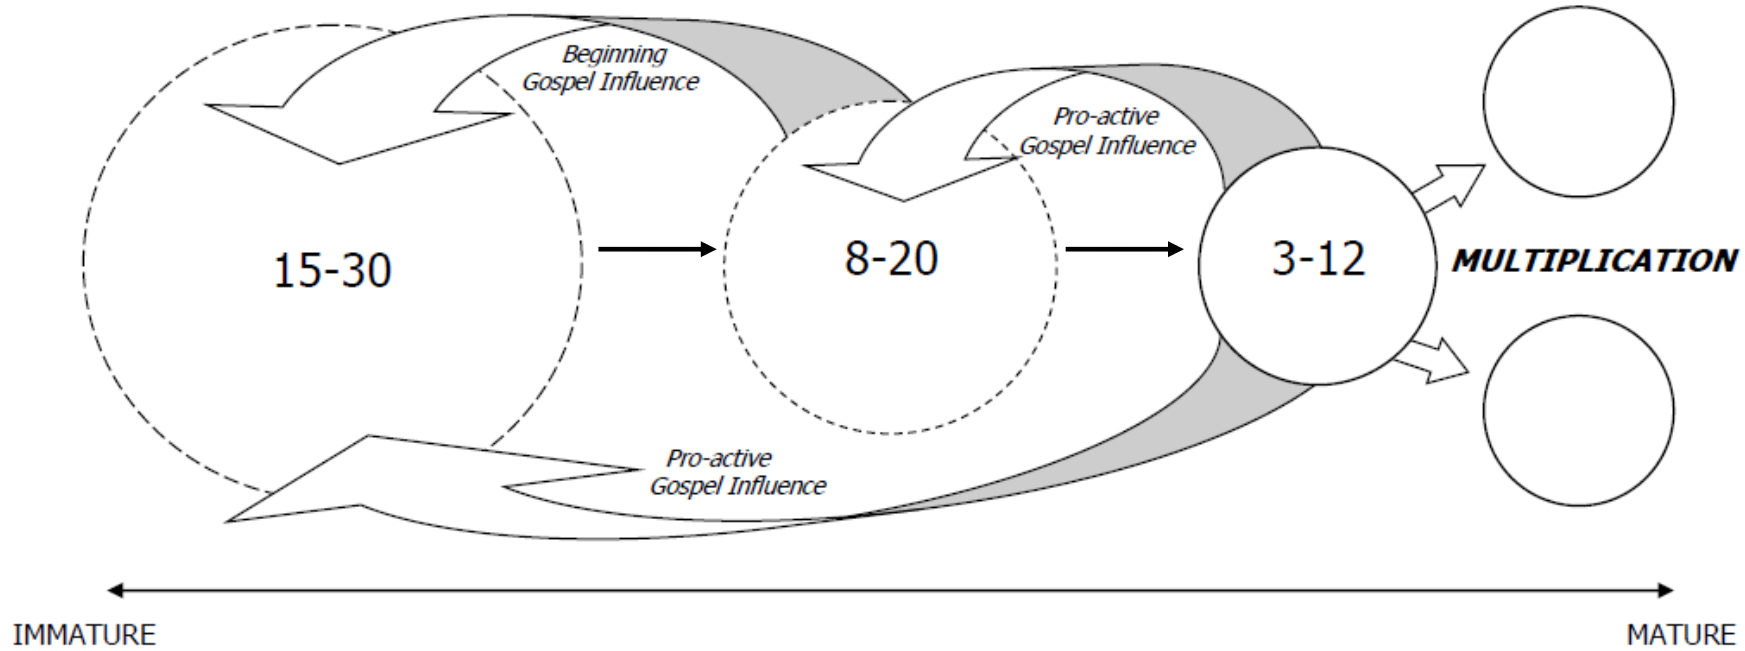 Beginning
Gospel Influence
Pro-active
Gospel Influence
15-30
8-20
3-12
MULTIPLICATION
Pro-active
Gospel Influence
IMMATURE
MATURE